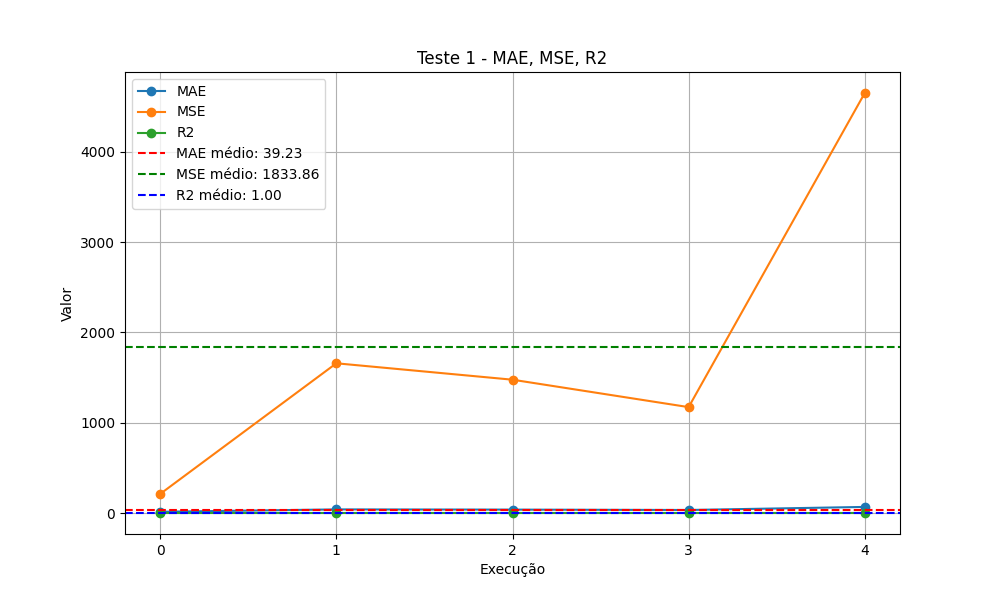 Teste 1 - MAE, MSE, R2
MAE
MSE
R2
MAE médio: 39.23
MSE médio: 1833.86
R2 médio: 1.00
4000
3000
2000
1000
0
Valor
0 1 2 3 4
Execução